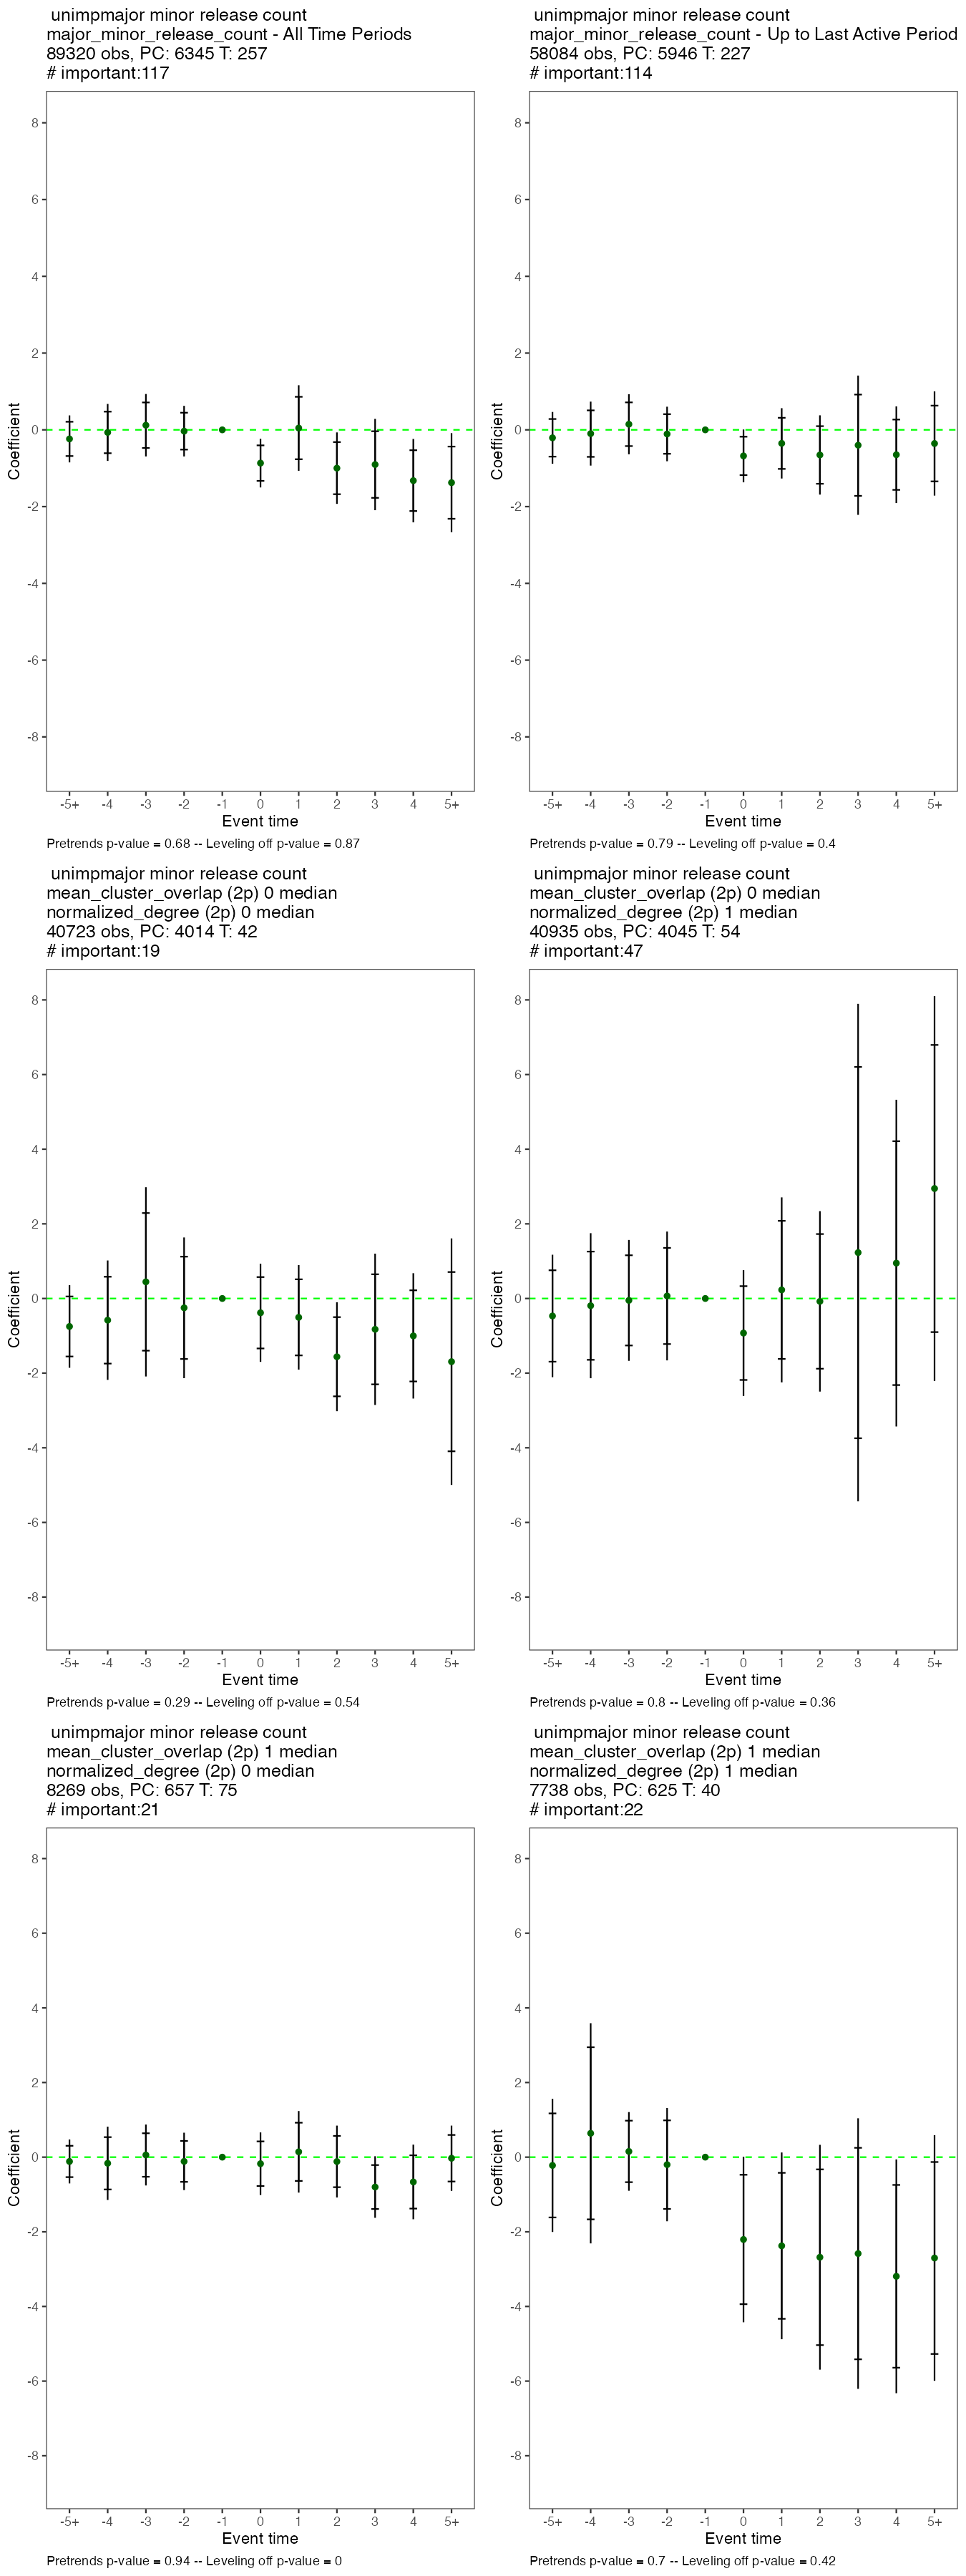 unimpmajor minor release count
major_minor_release_count - All Time Periods
89320 obs, PC: 6345 T: 257
# important:117
8
6
4
2
0
-2
-4
-6
-8
Coefficient
-5+ -4 -3 -2 -1 0 1 2 3 4 5+
Event time
Pretrends p-value = 0.68 -- Leveling off p-value = 0.87
unimpmajor minor release count
major_minor_release_count - Up to Last Active Period
58084 obs, PC: 5946 T: 227
# important:114
8
6
4
2
0
-2
-4
-6
-8
Coefficient
-5+ -4 -3 -2 -1 0 1 2 3 4 5+
Event time
Pretrends p-value = 0.79 -- Leveling off p-value = 0.4
unimpmajor minor release count
mean_cluster_overlap (2p) 0 median
normalized_degree (2p) 0 median
40723 obs, PC: 4014 T: 42
# important:19
8
6
4
2
0
-2
-4
-6
-8
Coefficient
-5+ -4 -3 -2 -1 0 1 2 3 4 5+
Event time
Pretrends p-value = 0.29 -- Leveling off p-value = 0.54
unimpmajor minor release count
mean_cluster_overlap (2p) 0 median
normalized_degree (2p) 1 median
40935 obs, PC: 4045 T: 54
# important:47
8
6
4
2
0
-2
-4
-6
-8
Coefficient
-5+ -4 -3 -2 -1 0 1 2 3 4 5+
Event time
Pretrends p-value = 0.8 -- Leveling off p-value = 0.36
unimpmajor minor release count
mean_cluster_overlap (2p) 1 median
normalized_degree (2p) 0 median
8269 obs, PC: 657 T: 75
# important:21
8
6
4
2
0
-2
-4
-6
-8
Coefficient
-5+ -4 -3 -2 -1 0 1 2 3 4 5+
Event time
Pretrends p-value = 0.94 -- Leveling off p-value = 0
unimpmajor minor release count
mean_cluster_overlap (2p) 1 median
normalized_degree (2p) 1 median
7738 obs, PC: 625 T: 40
# important:22
8
6
4
2
0
-2
-4
-6
-8
Coefficient
-5+ -4 -3 -2 -1 0 1 2 3 4 5+
Event time
Pretrends p-value = 0.7 -- Leveling off p-value = 0.42